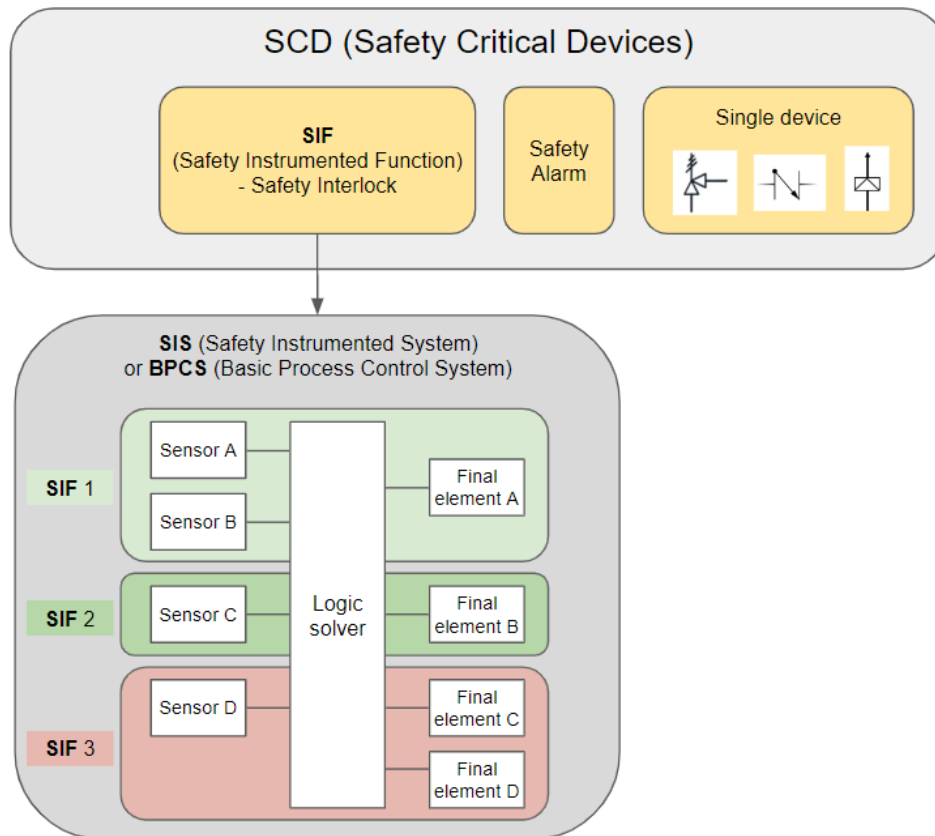 SCD (Safety Critical Devices)
SIF
(Safety Instrumented Function)
- Safety Interlock
Safety
Alarm
Single device
SIS (Safety Instrumented System)
or BPCS (Basic Process Control System)
SIF 1
Sensor A
Sensor B
Final
element A
SIF 2
Sensor C
Logic
solver
Final
element B
SIF 3
Sensor D
Final
element C
Final
element D